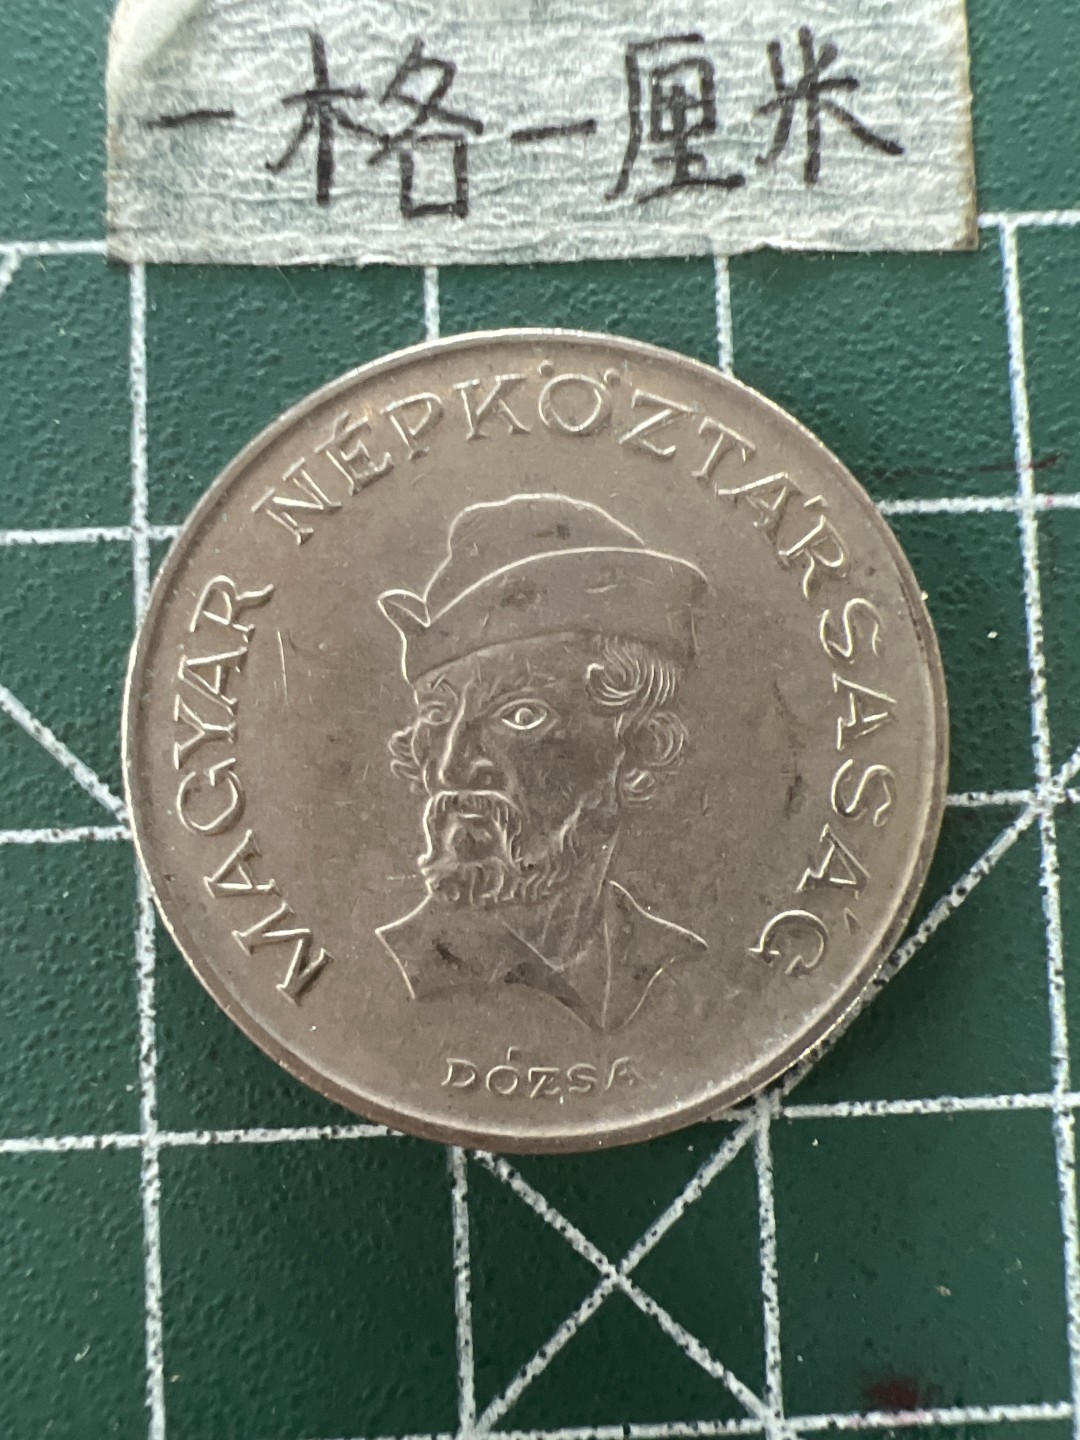 一格一厘米
MAGYAR NÉPKÖZTÁRSASÁG
DÓZSA